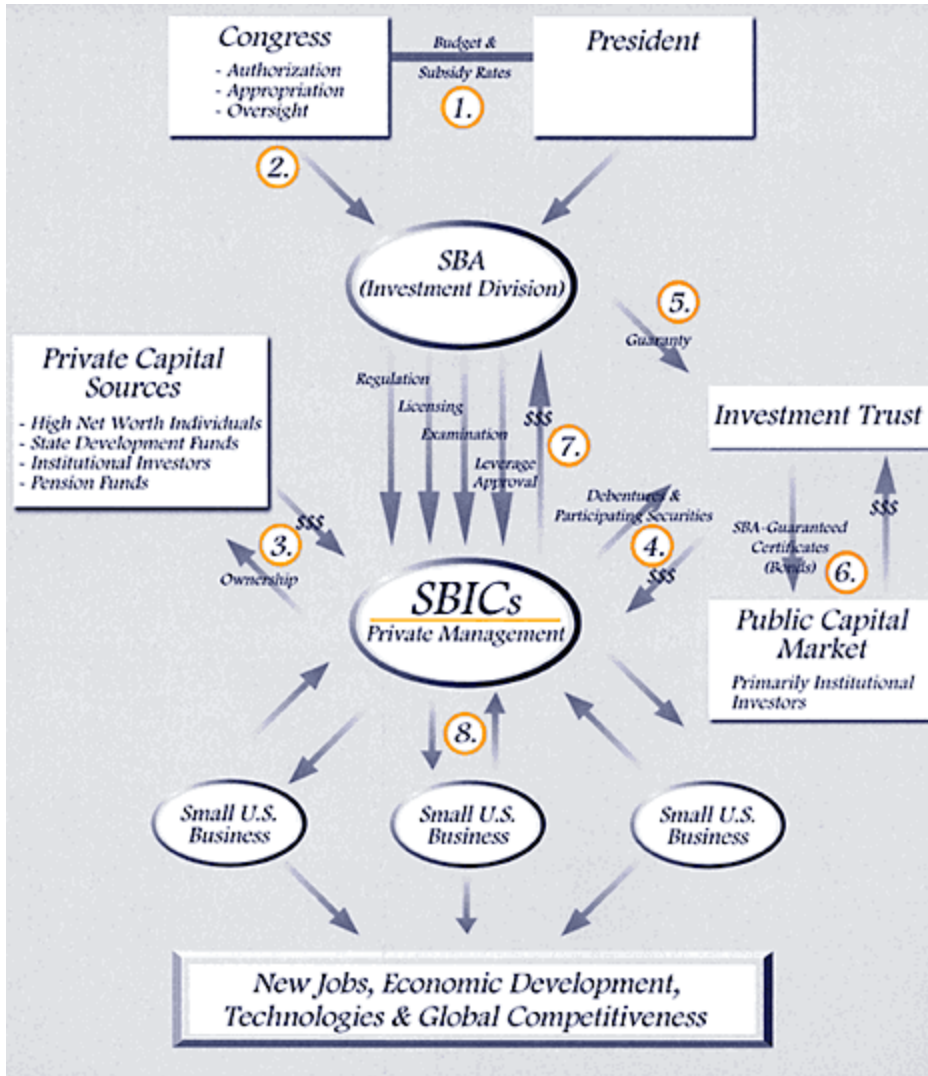 Congress
- Authorization
- Appropriation
- Oversight
Budget &
Subsidy Rates
1.
President
2.
SBA
(Investment Division)
5.
Guaranty
Private Capital
Sources
- High Net Worth Individuals
- State Development Funds
- Institutional Investors
- Pension Funds
Regulation
Licensing
Examination
Leverage
Approval
$$$
7.
Investment Trust
Debentures &
Participating Securities
4.
$$$
SBA-Guaranteed
Certificates
(Bonds)
6.
$$$
$$$
3.
Ownership
SBICs
Private Management
Public Capital
Market
Primarily Institutional
Investors
8.
Small U.S.
Business
Small U.S.
Business
Small U.S.
Business
New Jobs, Economic Development,
Technologies & Global Competitiveness